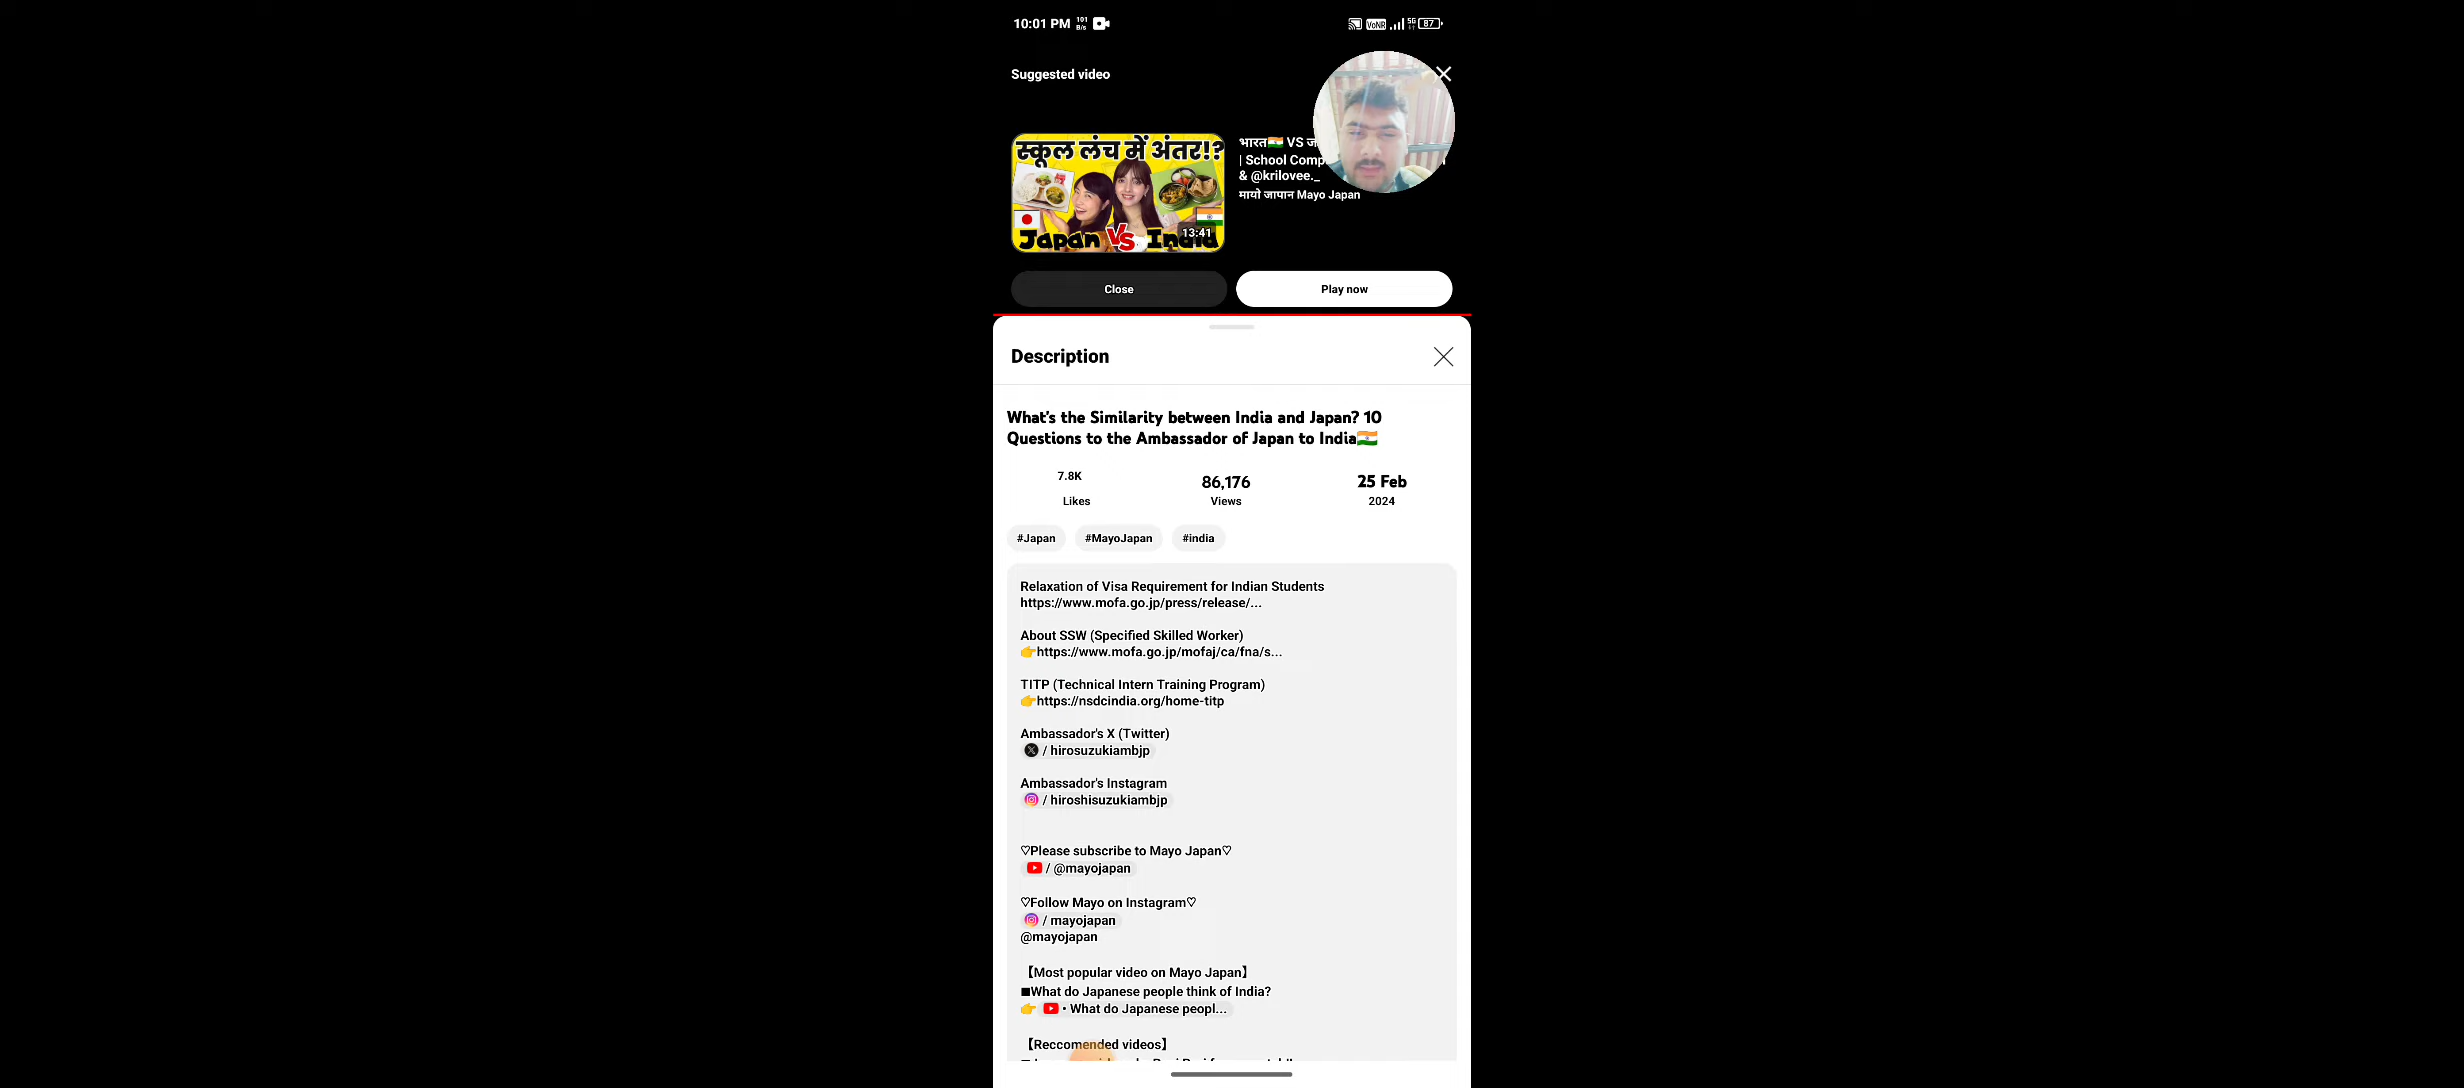 10:01 PM 101 B/s VoNR 5G 87
Suggested video
स्कूल लंच में अंतर!?
Japan VS India
13:41
भारत🇮🇳 VS
| School Comp
& @krilovee._
मायो जापान Mayo Japan
Close
Play now
Description
What's the Similarity between India and Japan? 10
Questions to the Ambassador of Japan to India🇮🇳
7.8K
Likes
86,176
Views
25 Feb
2024
#Japan #MayoJapan #india
Relaxation of Visa Requirement for Indian Students
https://www.mofa.go.jp/press/release/...
About SSW (Specified Skilled Worker)
👉https://www.mofa.go.jp/mofaj/ca/fna/s...
TITP (Technical Intern Training Program)
👉https://nsdcindia.org/home-titp
Ambassador's X (Twitter)
/ hirosuzukiambjp
Ambassador's Instagram
/ hiroshisuzukiambjp
♡Please subscribe to Mayo Japan♡
/ @mayojapan
♡Follow Mayo on Instagram♡
/ mayojapan
@mayojapan
【Most popular video on Mayo Japan】
■What do Japanese people think of India?
👉 • What do Japanese peopl...
【Reccomended videos】